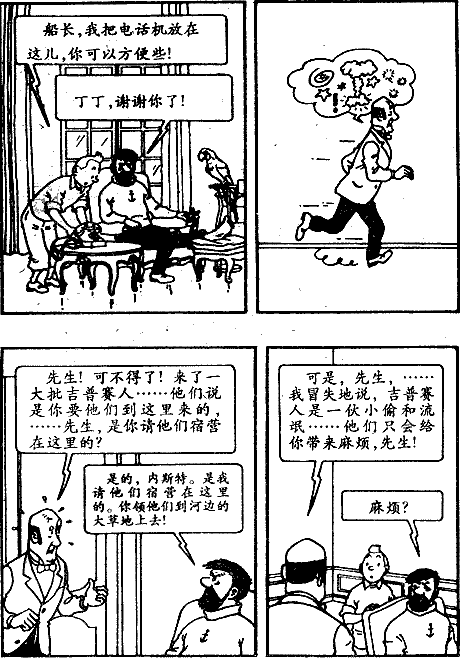 船长,我把电话机放在
这儿,你可以方便些!
丁丁,谢谢你了!
先生!可不得了!来了一
大批吉普赛人……他们说
是你要他们到这里来的,
……先生,是你请他们宿营
在这里的?
是的,内斯特。是我
请他们宿营在这里
的。你领他们到河边的
大草地上去!
可是,先生,……
我冒失地说,吉普赛
人是一伙小偷和流
氓……他们只会给
你带来麻烦,先生!
麻烦?